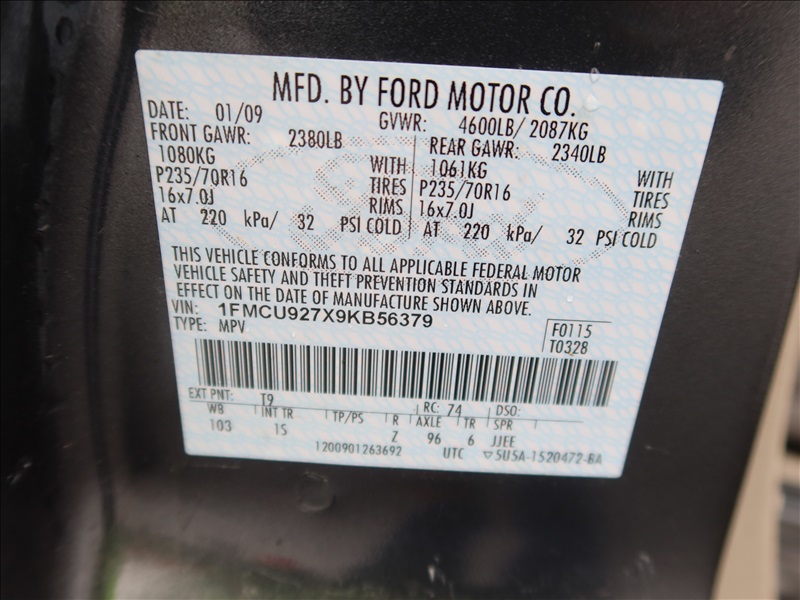 MFD. BY FORD MOTOR CO.
DATE: 01/09 GVWR: 4600LB/ 2087KG
FRONT GAWR: 2380LB REAR GAWR: 2340LB
1080KG WITH 1061KG WITH
P235/70R16 TIRES P235/70R16 TIRES
16x7.0J RIMS 16x7.0J RIMS
AT 220 kPa/ 32 PSI COLD AT 220 kPa/ 32 PSI COLD
THIS VEHICLE CONFORMS TO ALL APPLICABLE FEDERAL MOTOR
VEHICLE SAFETY AND THEFT PREVENTION STANDARDS IN
EFFECT ON THE DATE OF MANUFACTURE SHOWN ABOVE.
VIN: 1FMCU927X9KB56379 F0115
TYPE: MPV T0328
EXT PNT: T9 RC: 74 DSO:
WB INT TR TP/PS R AXLE TR SPR
103 IS Z 96 6 JJEE
1200901263692 UTC ▽5U5A-1520472-BA